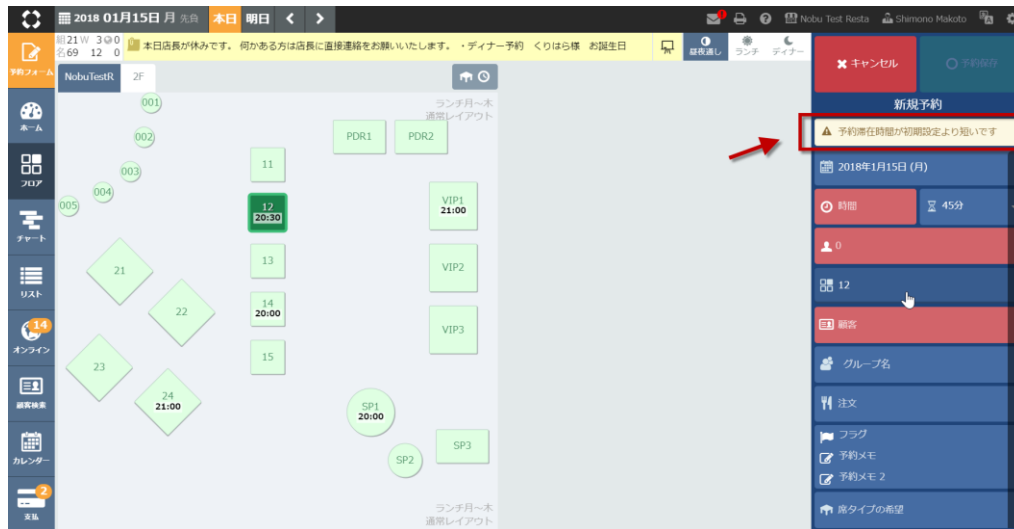 2018 01月15日 月 先負 本日 明日
Nobu Test Resta Shimono Makoto
組21W 3 0
名69 12 0
本日店長が休みです。 何かある方は店長に直接連絡をお願いいたします。 ・ディナー予約 くりはら様 お誕生日
昼夜通し ランチ ディナー
キャンセル
予約保存
予約フォーム
ホーム
フロア
チャート
リスト
14
オンライン
顧客検索
カレンダー
2
支払
NobuTestR 2F
ランチ月～木
通常レイアウト
001
002
003
004
005
PDR1 PDR2
11
12
20:30
13
14
20:00
15
VIP1
21:00
VIP2
VIP3
21
22
23
24
21:00
SP1
20:00
SP2
SP3
ランチ月～木
通常レイアウト
新規予約
予約滞在時間が初期設定より短いです
2018年1月15日 (月)
時間 45分
0
12
顧客
グループ名
注文
フラグ
予約メモ
予約メモ 2
席タイプの希望